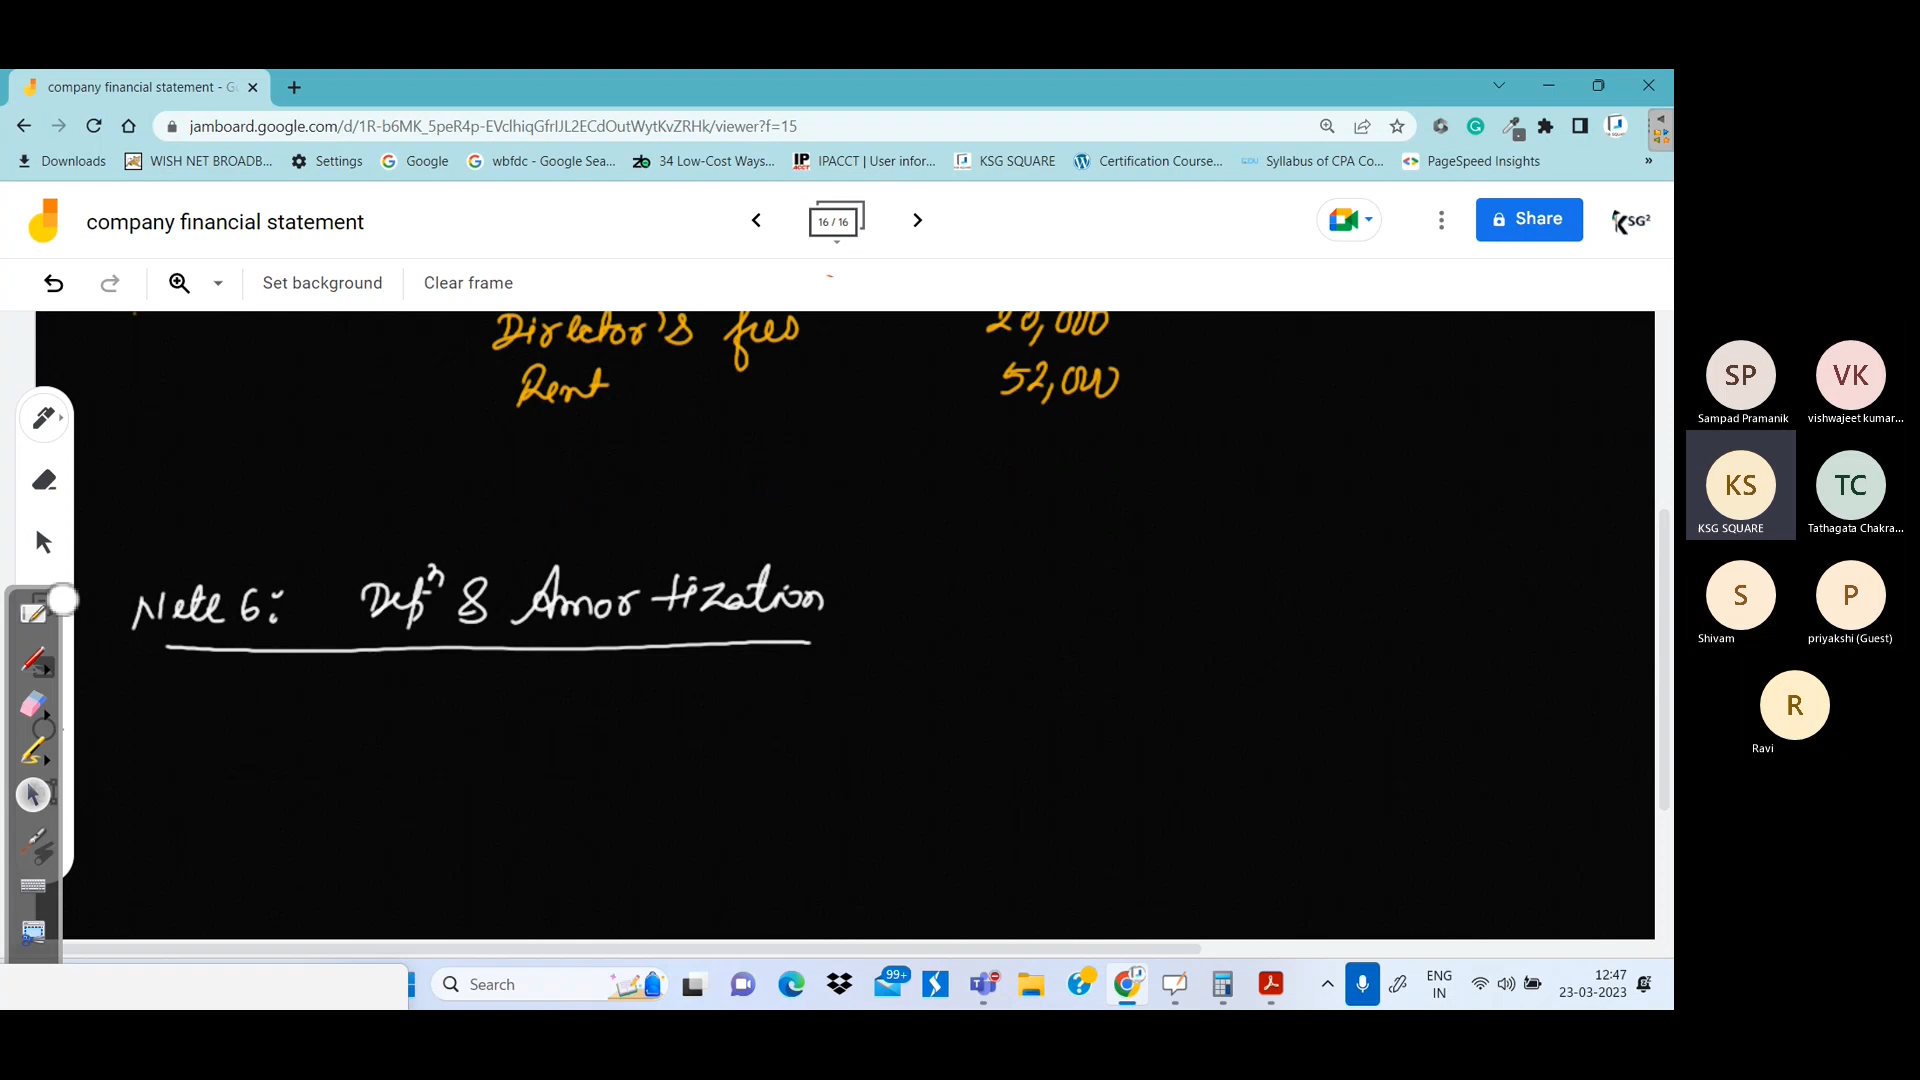 company financial statement - G
jamboard.google.com/d/1R-b6MK_5peR4p-EVclhiqGfrIJL2ECdOutWytKvZRHk/viewer?f=15
Downloads WISH NET BROADB... Settings Google wbfdc - Google Sea... 34 Low-Cost Ways... IPACCT | User infor... KSG SQUARE Certification Course... Syllabus of CPA Co... PageSpeed Insights »
company financial statement
16 / 16
Share
KSG²
Set background Clear frame
Director's fees 20,000
Rent 52,000
Note 6: Depⁿ & Amortization
SP VK
Sampad Pramanik vishwajeet kumar...
KS TC
KSG SQUARE Tathagata Chakra...
S P
Shivam priyakshi (Guest)
R
Ravi
Search
99+
ENG
IN
12:47
23-03-2023